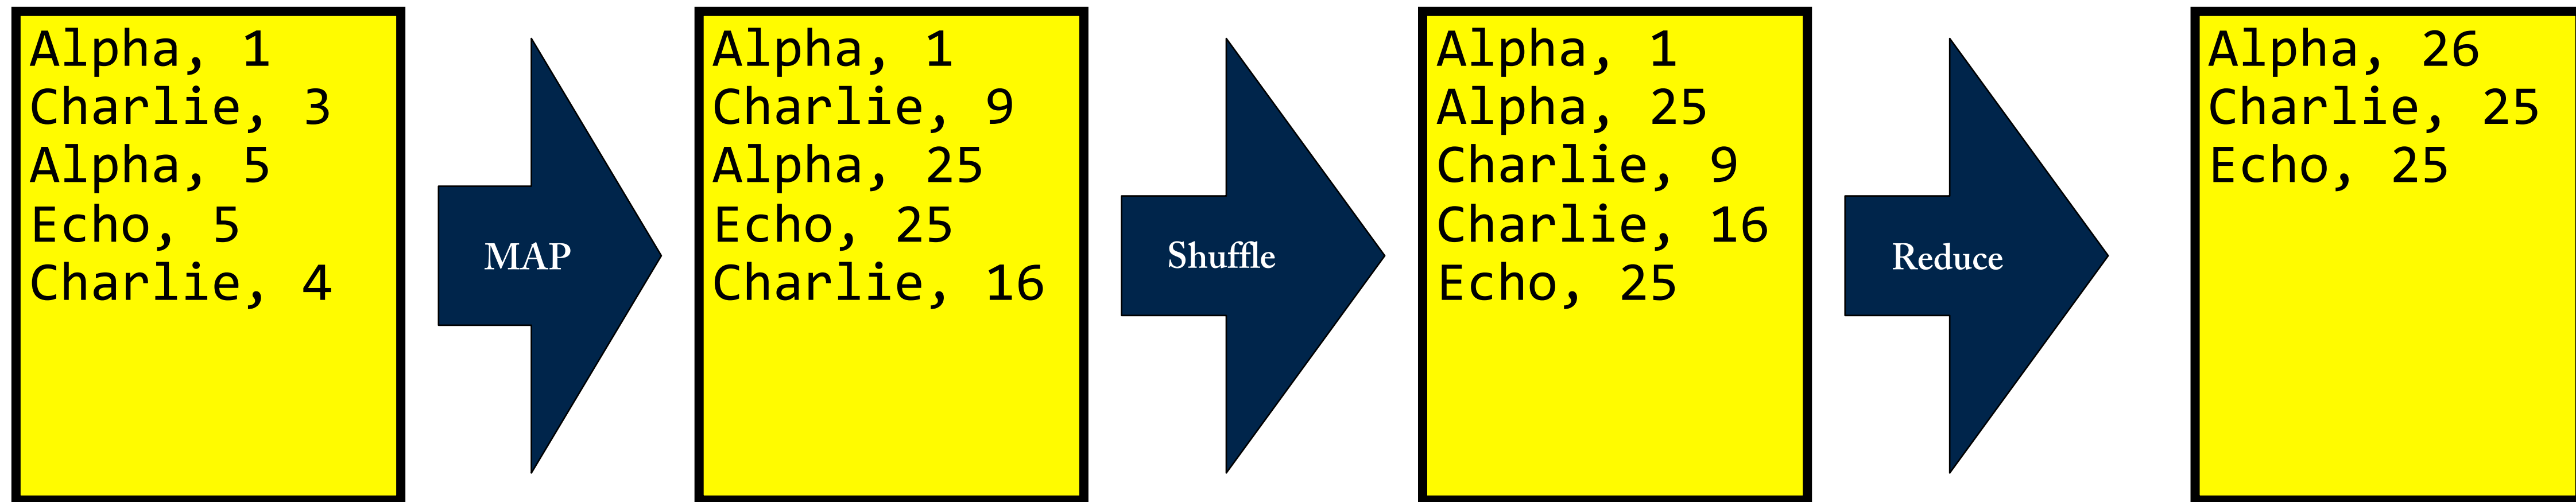 Alpha, 1
Charlie, 3
Alpha, 5
Echo, 5
Charlie, 4
MAP
Alpha, 1
Charlie, 9
Alpha, 25
Echo, 25
Charlie, 16
Shuffle
Alpha, 1
Alpha, 25
Charlie, 9
Charlie, 16
Echo, 25
Reduce
Alpha, 26
Charlie, 25
Echo, 25